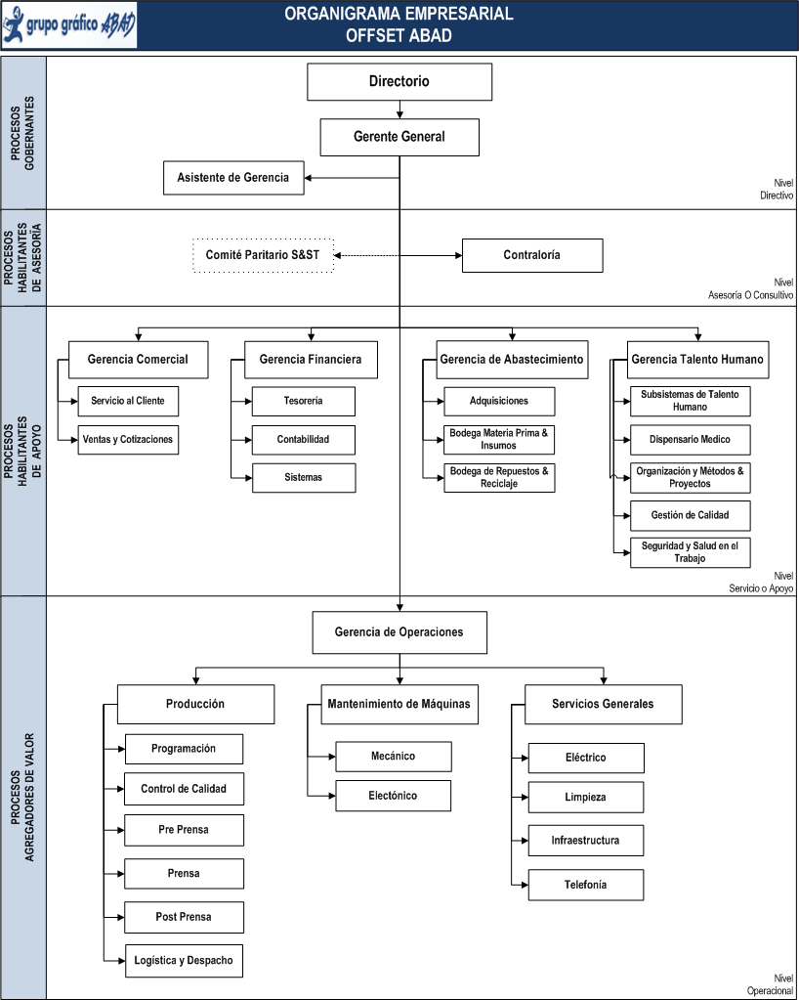 grupo gráfico ABAD
ORGANIGRAMA EMPRESARIAL
OFFSET ABAD
PROCESOS
GOBERNANTES
Directorio
Gerente General
Asistente de Gerencia
Nivel
Directivo
PROCESOS
HABILITANTES
DE ASESORÏA
Comité Paritario S&ST
Contraloría
Nivel
Asesoría O Consultivo
PROCESOS
HABILITANTES
DE APOYO
Gerencia Comercial
Servicio al Cliente
Ventas y Cotizaciones
Gerencia Financiera
Tesorería
Contabilidad
Sistemas
Gerencia de Abastecimiento
Adquisiciones
Bodega Materia Prima &
Insumos
Bodega de Repuestos &
Reciclaje
Gerencia Talento Humano
Subsistemas de Talento
Humano
Dispensario Medico
Organización y Métodos &
Proyectos
Gestión de Calidad
Seguridad y Salud en el
Trabajo
Nivel
Servicio o Apoyo
PROCESOS
AGREGADORES DE VALOR
Gerencia de Operaciones
Producción
Programación
Control de Calidad
Pre Prensa
Prensa
Post Prensa
Logística y Despacho
Mantenimiento de Máquinas
Mecánico
Electónico
Servicios Generales
Eléctrico
Limpieza
Infraestructura
Telefonía
Nivel
Operacional